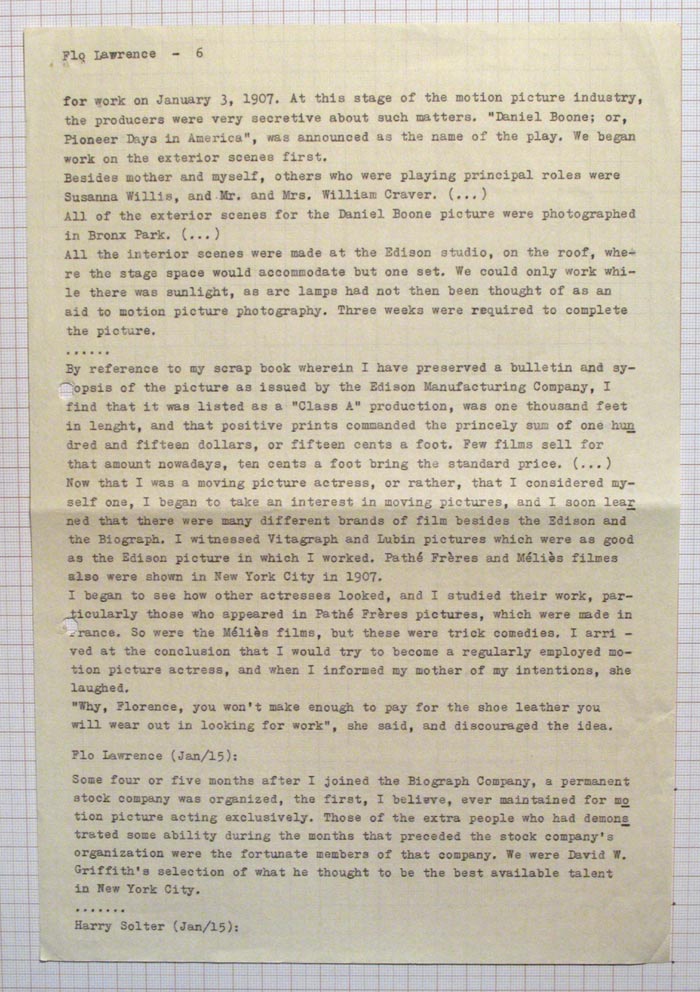 Flo Lawrence - 6
for work on January 3, 1907. At this stage of the motion picture industry,
the producers were very secretive about such matters. "Daniel Boone; or,
Pioneer Days in America", was announced as the name of the play. We began
work on the exterior scenes first.
Besides mother and myself, others who were playing principal roles were
Susanna Willis, and Mr. and Mrs. William Craver. (...)
All of the exterior scenes for the Daniel Boone picture were photographed
in Bronx Park. (...)
All the interior scenes were made at the Edison studio, on the roof, whe-
re the stage space would accommodate but one set. We could only work whi-
le there was sunlight, as arc lamps had not then been thought of as an
aid to motion picture photography. Three weeks were required to complete
the picture.
......
By reference to my scrap book wherein I have preserved a bulletin and sy-
opsis of the picture as issued by the Edison Manufacturing Company, I
find that it was listed as a "Class A" production, was one thousand feet
in lenght, and that positive prints commanded the princely sum of one hun
dred and fifteen dollars, or fifteen cents a foot. Few films sell for
that amount nowadays, ten cents a foot bring the standard price. (...)
Now that I was a moving picture actress, or rather, that I considered my-
self one, I began to take an interest in moving pictures, and I soon lear
ned that there were many different brands of film besides the Edison and
the Biograph. I witnessed Vitagraph and Lubin pictures which were as good
as the Edison picture in which I worked. Pathé Frères and Méliès filmes
also were shown in New York City in 1907.
I began to see how other actresses looked, and I studied their work, par-
ticularly those who appeared in Pathé Frères pictures, which were made in
France. So were the Méliès films, but these were trick comedies. I arri -
ved at the conclusion that I would try to become a regularly employed mo-
tion picture actress, and when I informed my mother of my intentions, she
laughed.
"Why, Florence, you won't make enough to pay for the shoe leather you
will wear out in looking for work", she said, and discouraged the idea.
Flo Lawrence (Jan/15):
Some four or five months after I joined the Biograph Company, a permanent
stock company was organized, the first, I believe, ever maintained for mo
tion picture acting exclusively. Those of the extra people who had demons
trated some ability during the months that preceded the stock company's
organization were the fortunate members of that company. We were David W.
Griffith's selection of what he thought to be the best available talent
in New York City.
.......
Harry Solter (Jan/15):